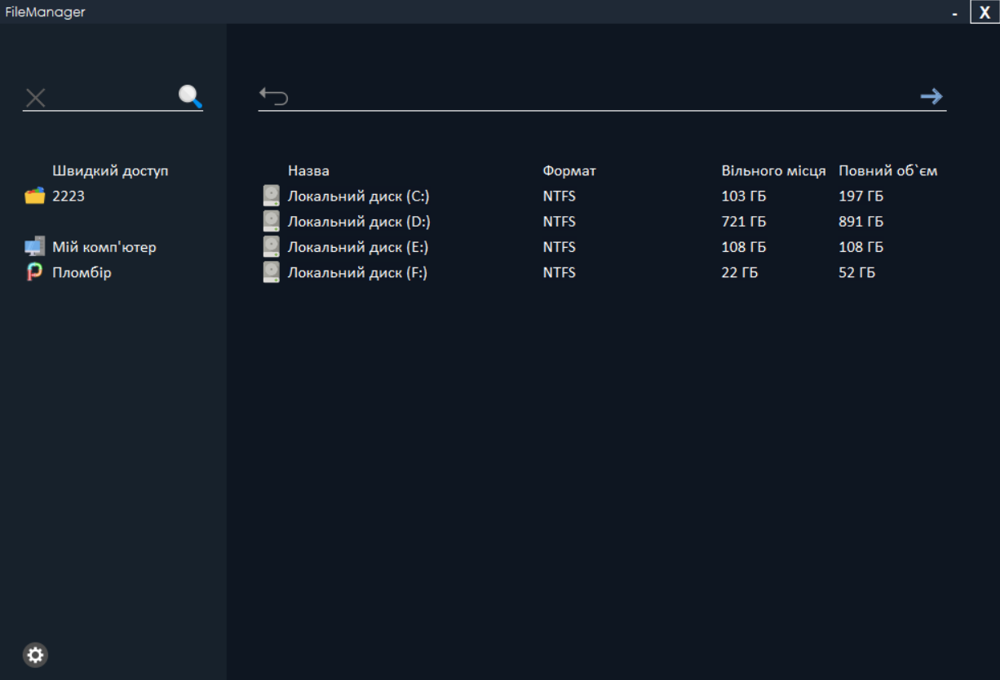 FileManager - X
Швидкий доступ
2223
Мій комп'ютер
Пломбір
Назва Формат Вільного місця Повний об`єм
Локальний диск (C:) NTFS 103 ГБ 197 ГБ
Локальний диск (D:) NTFS 721 ГБ 891 ГБ
Локальний диск (E:) NTFS 108 ГБ 108 ГБ
Локальний диск (F:) NTFS 22 ГБ 52 ГБ